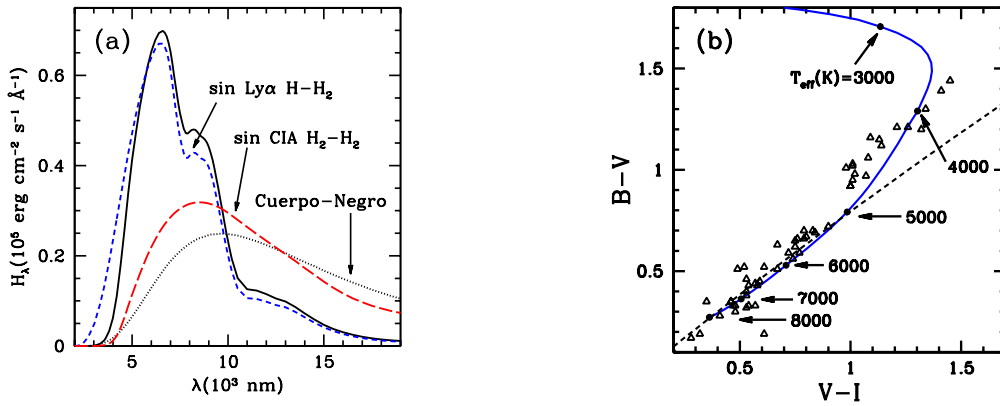 (a)
0.6
0.4
0.2
0
H_λ(10⁶ erg cm⁻² s⁻¹ Å⁻¹)
sin Lyα H−H₂
sin CIA H₂−H₂
Cuerpo−Negro
5
10
15
λ(10³ nm)
(b)
1.5
1
0.5
B−V
T_eff(K)=3000
4000
5000
6000
7000
8000
0.5
1
1.5
V−I